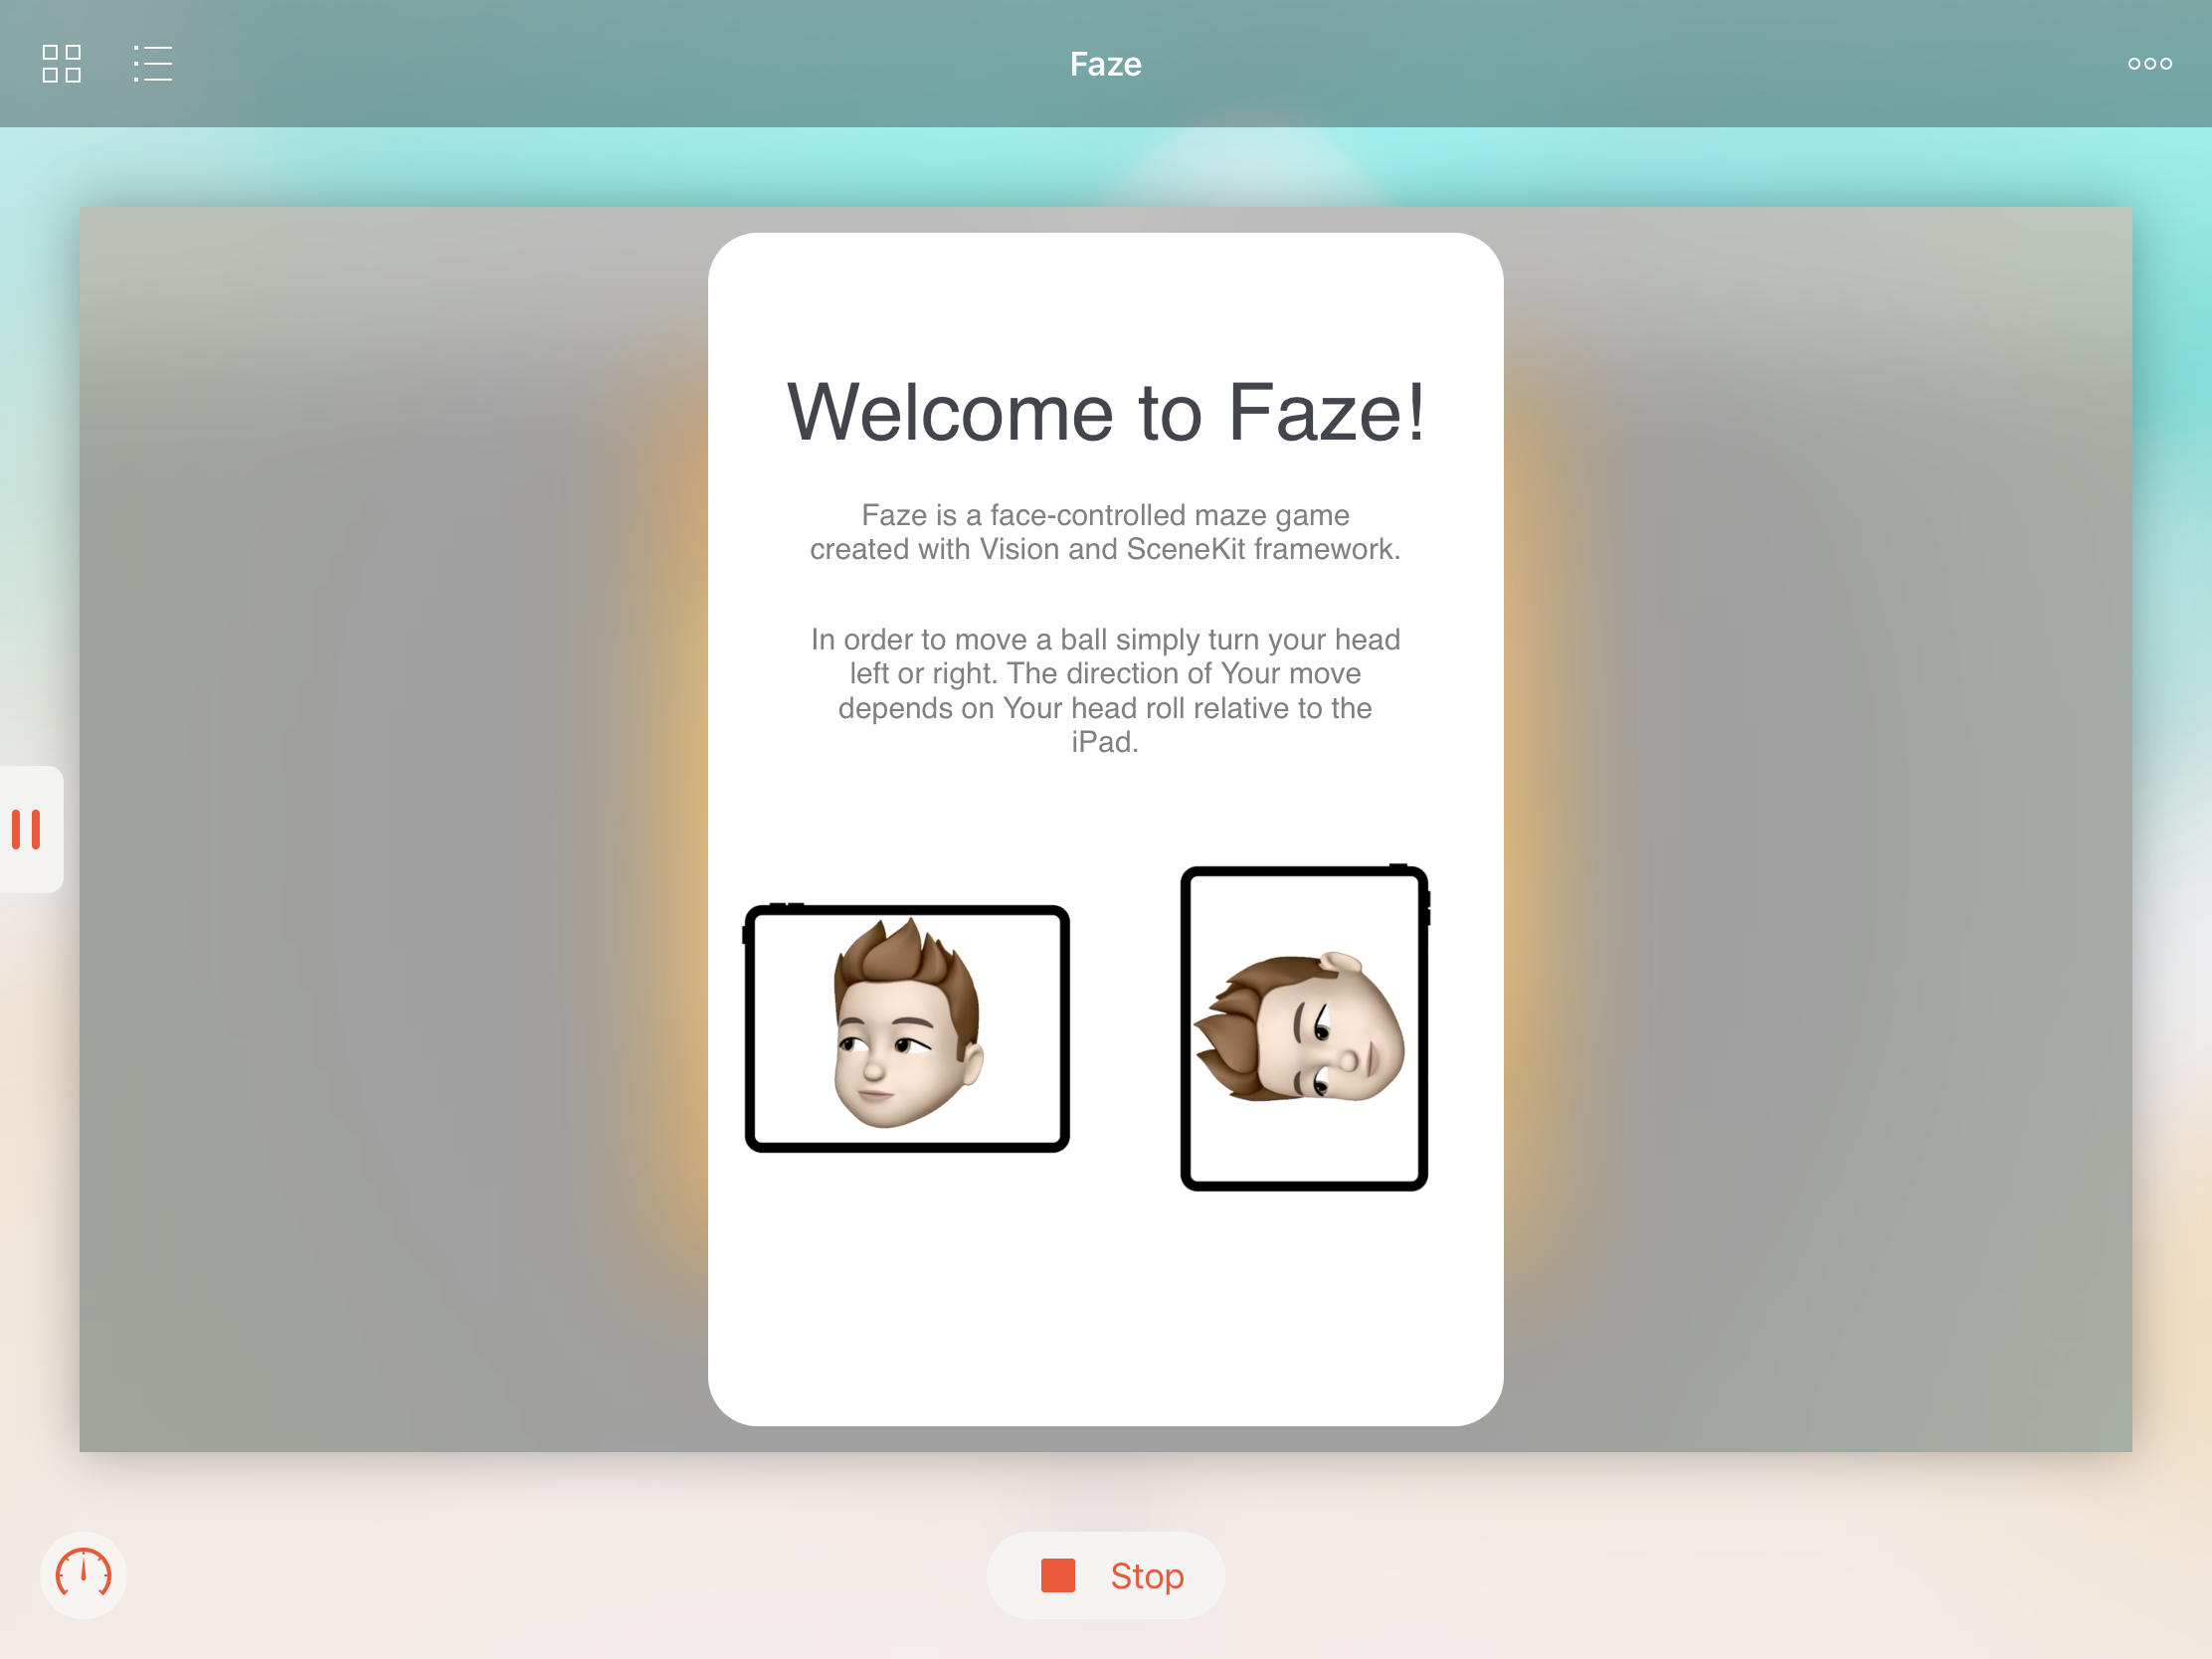 Faze
Welcome to Faze!
Faze is a face-controlled maze game
created with Vision and SceneKit framework.
In order to move a ball simply turn your head
left or right. The direction of Your move
depends on Your head roll relative to the
iPad.
Stop